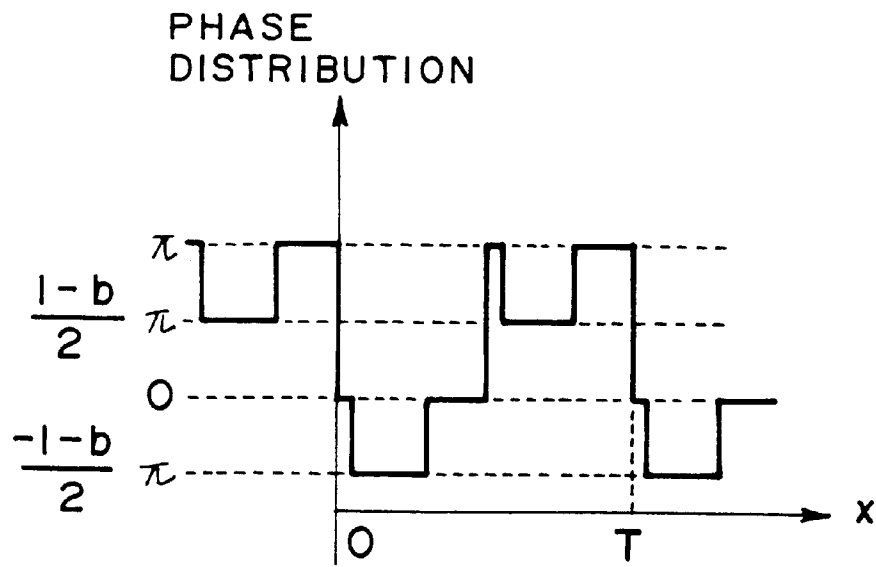 PHASE
DISTRIBUTION
π
1-b
2
π
0
-1-b
2
π
0
T
x